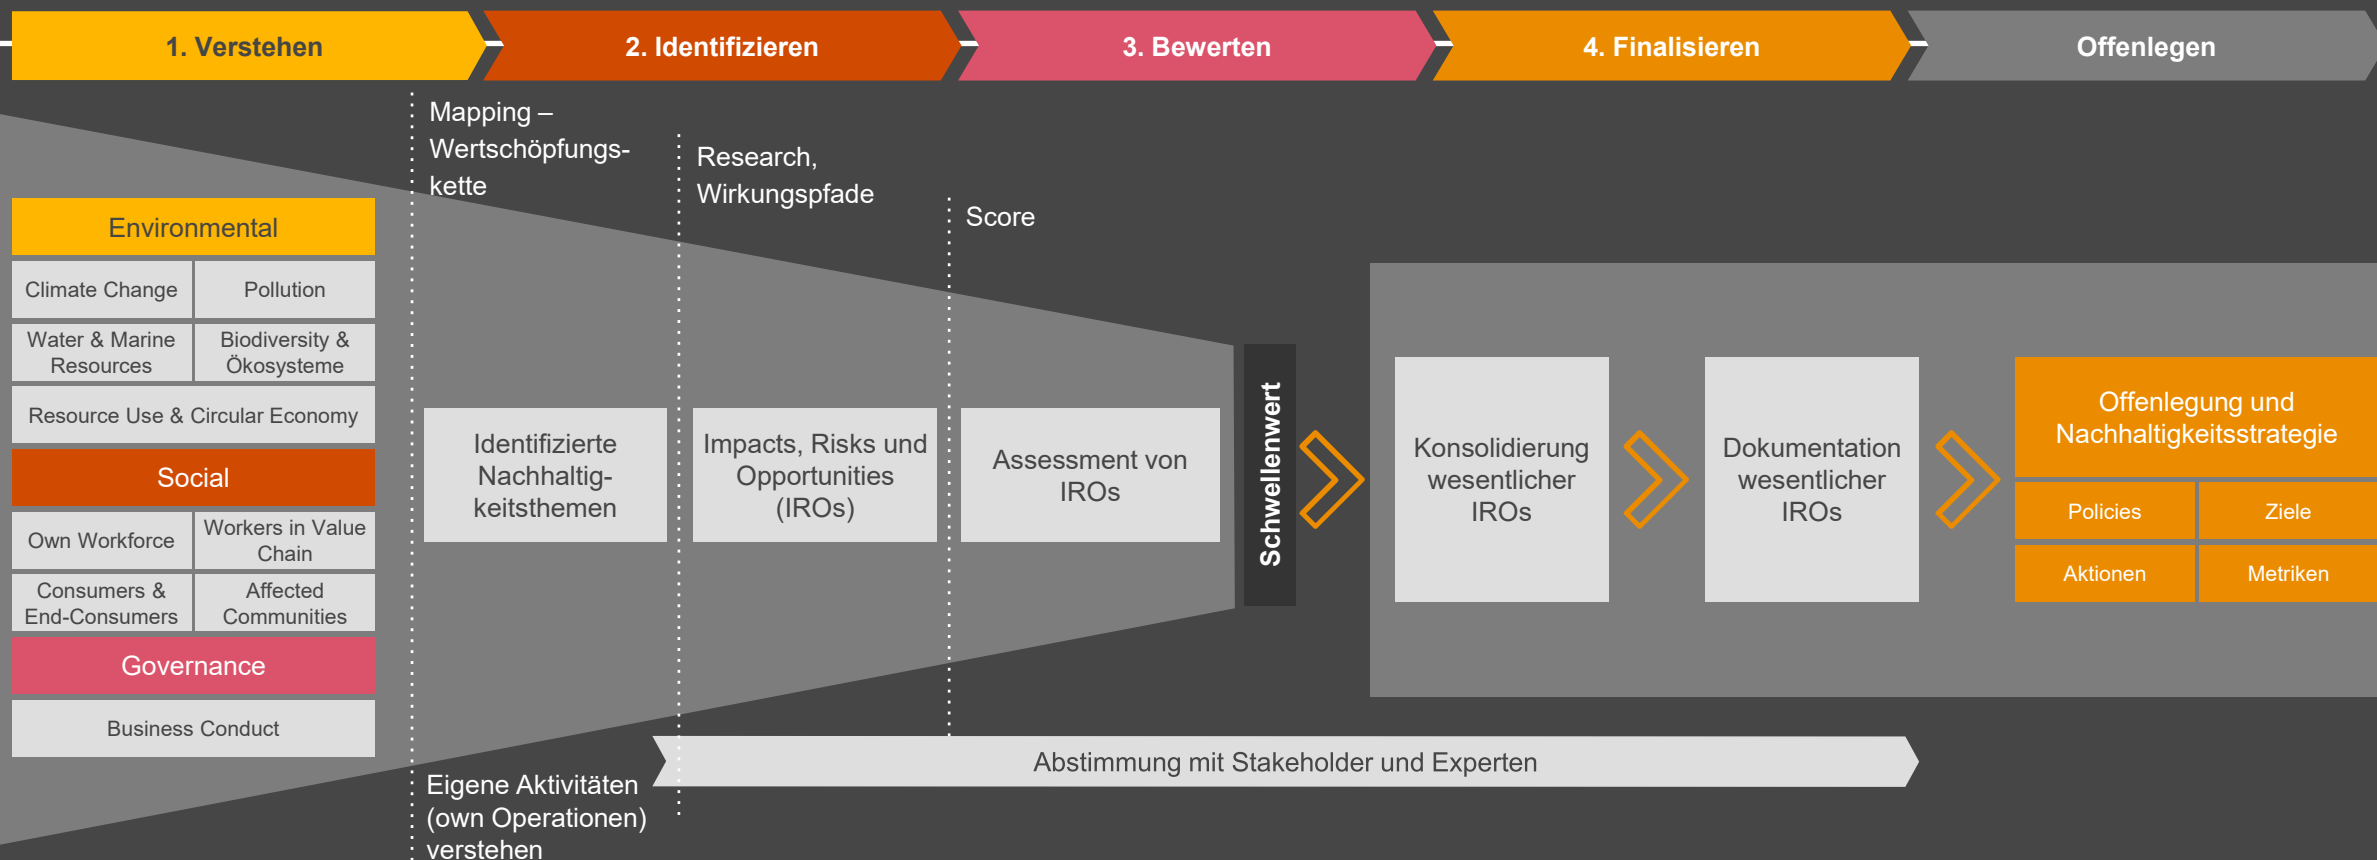 1. Verstehen
2. Identifizieren
3. Bewerten
4. Finalisieren
Offenlegen
Mapping –
Wertschöpfungs-
kette
Research,
Wirkungspfade
Score
Environmental
Climate Change
Pollution
Water & Marine
Resources
Biodiversity &
Ökosysteme
Resource Use & Circular Economy
Social
Own Workforce
Workers in Value
Chain
Consumers &
End-Consumers
Affected
Communities
Governance
Business Conduct
Identifizierte
Nachhaltig-
keitsthemen
Impacts, Risks und
Opportunities
(IROs)
Assessment von
IROs
Schwellenwert
Konsolidierung
wesentlicher
IROs
Dokumentation
wesentlicher
IROs
Offenlegung und
Nachhaltigkeitsstrategie
Policies
Ziele
Aktionen
Metriken
Abstimmung mit Stakeholder und Experten
Eigene Aktivitäten
(own Operationen)
verstehen